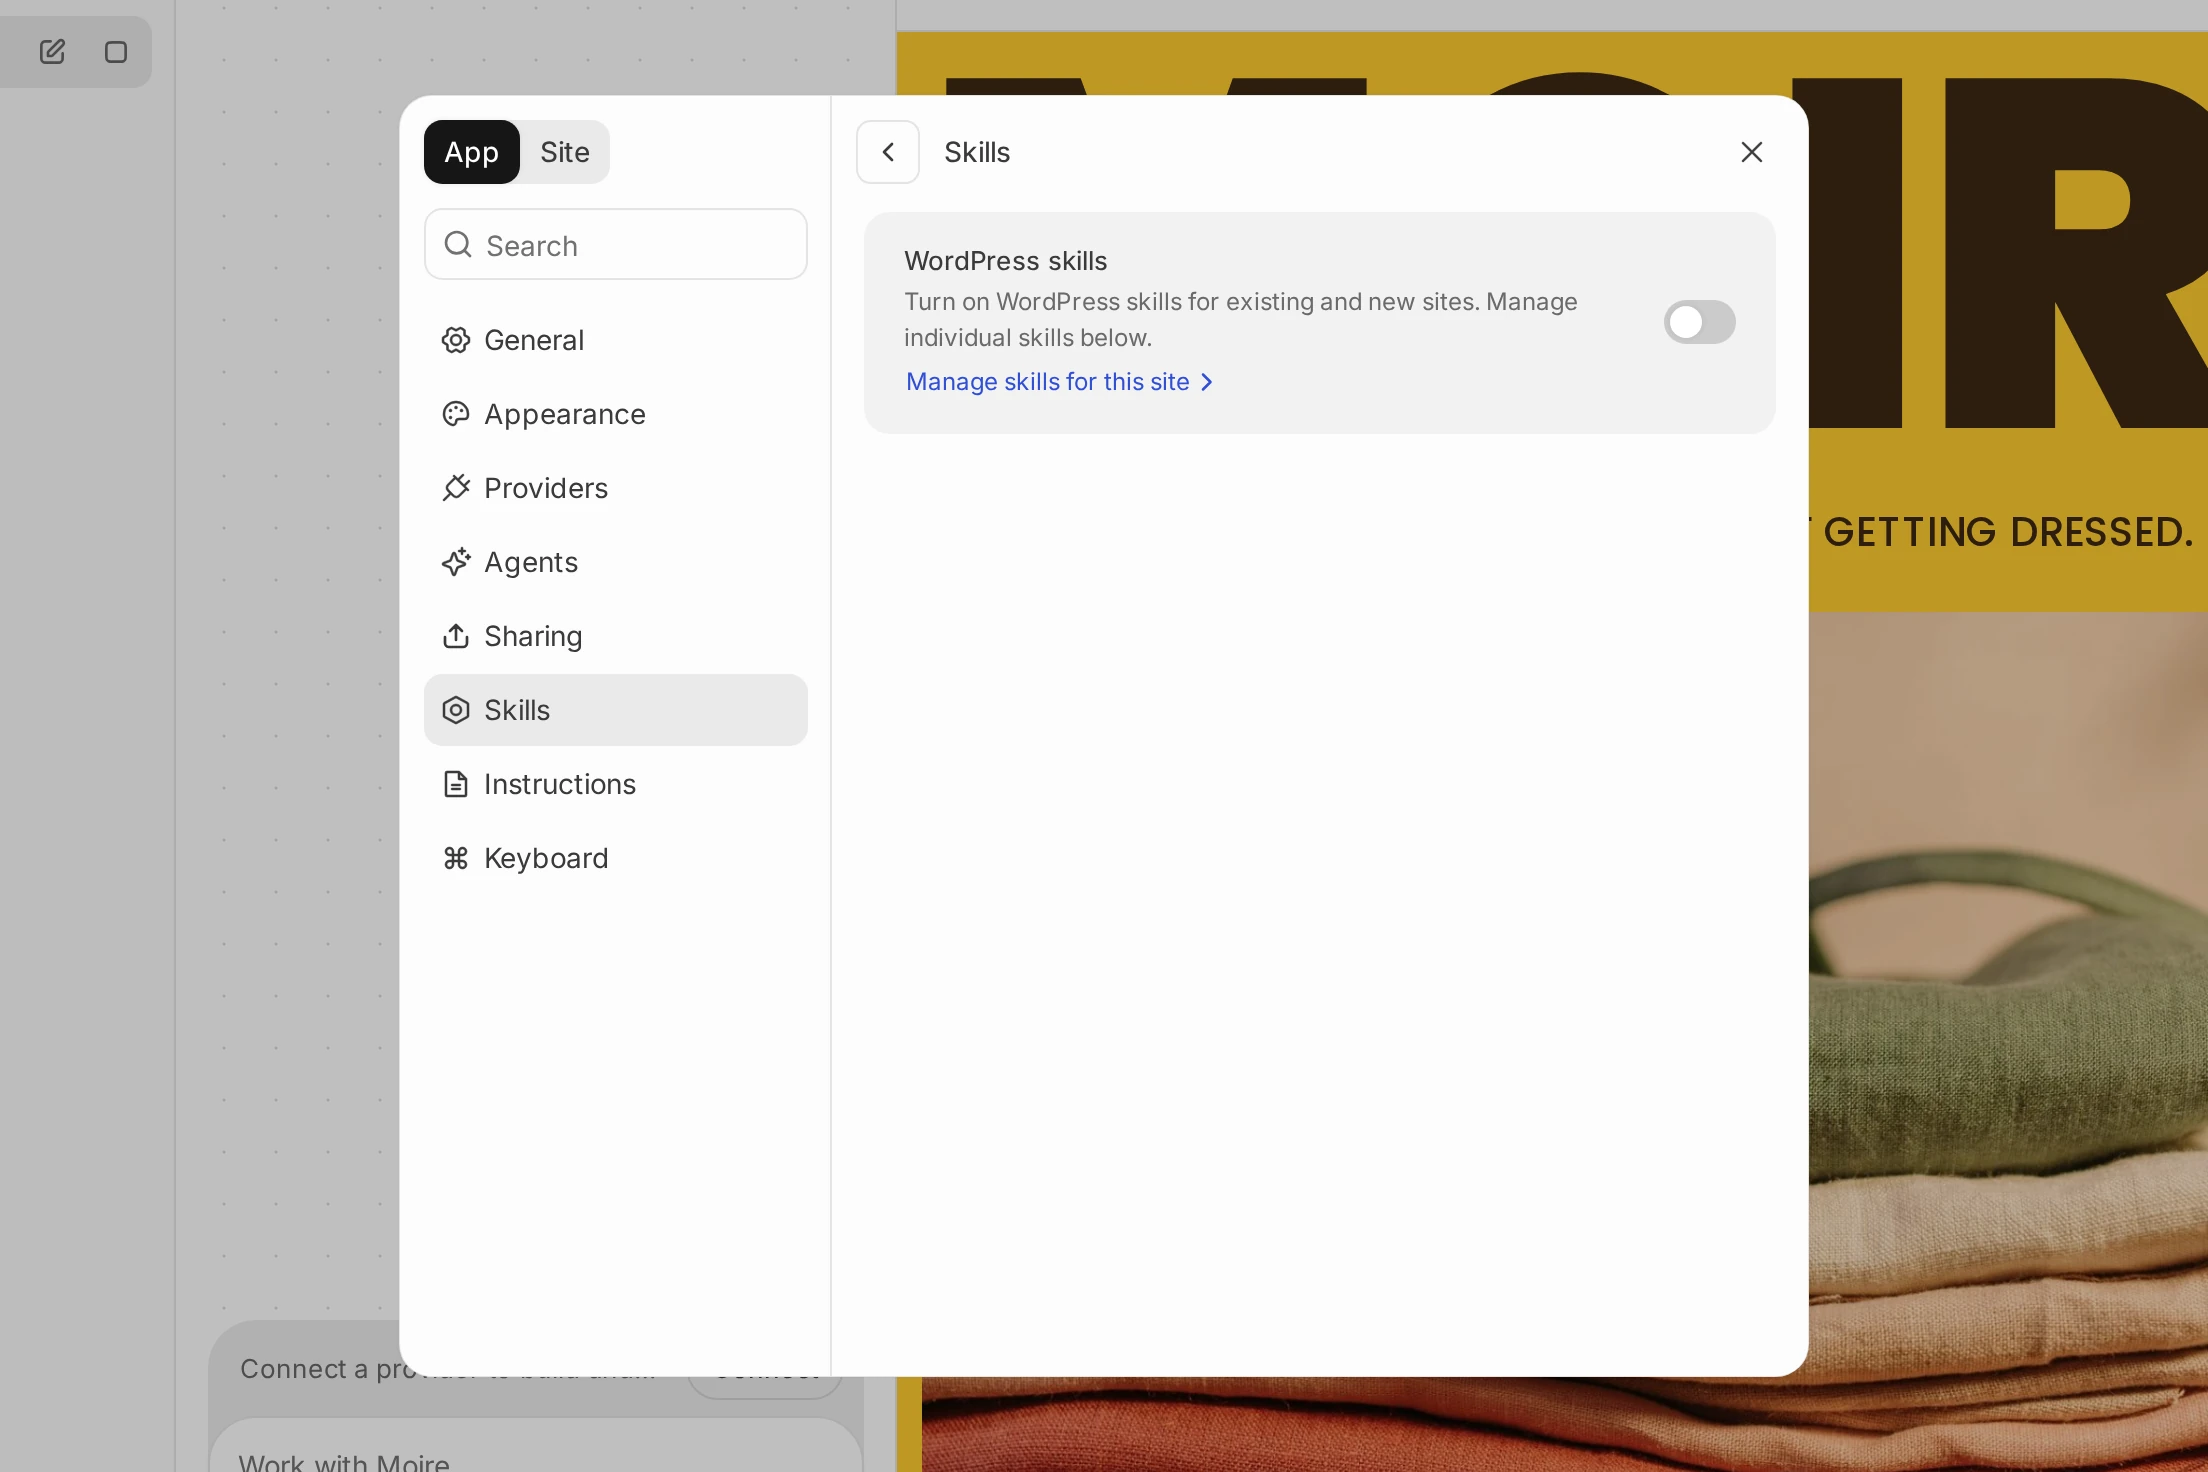 App
Site
Search
General
Appearance
Providers
Agents
Sharing
Skills
Instructions
Keyboard
Skills
WordPress skills
Turn on WordPress skills for existing and new sites. Manage
individual skills below.
Manage skills for this site
GETTING DRESSED.
Connect a
Work with Moire